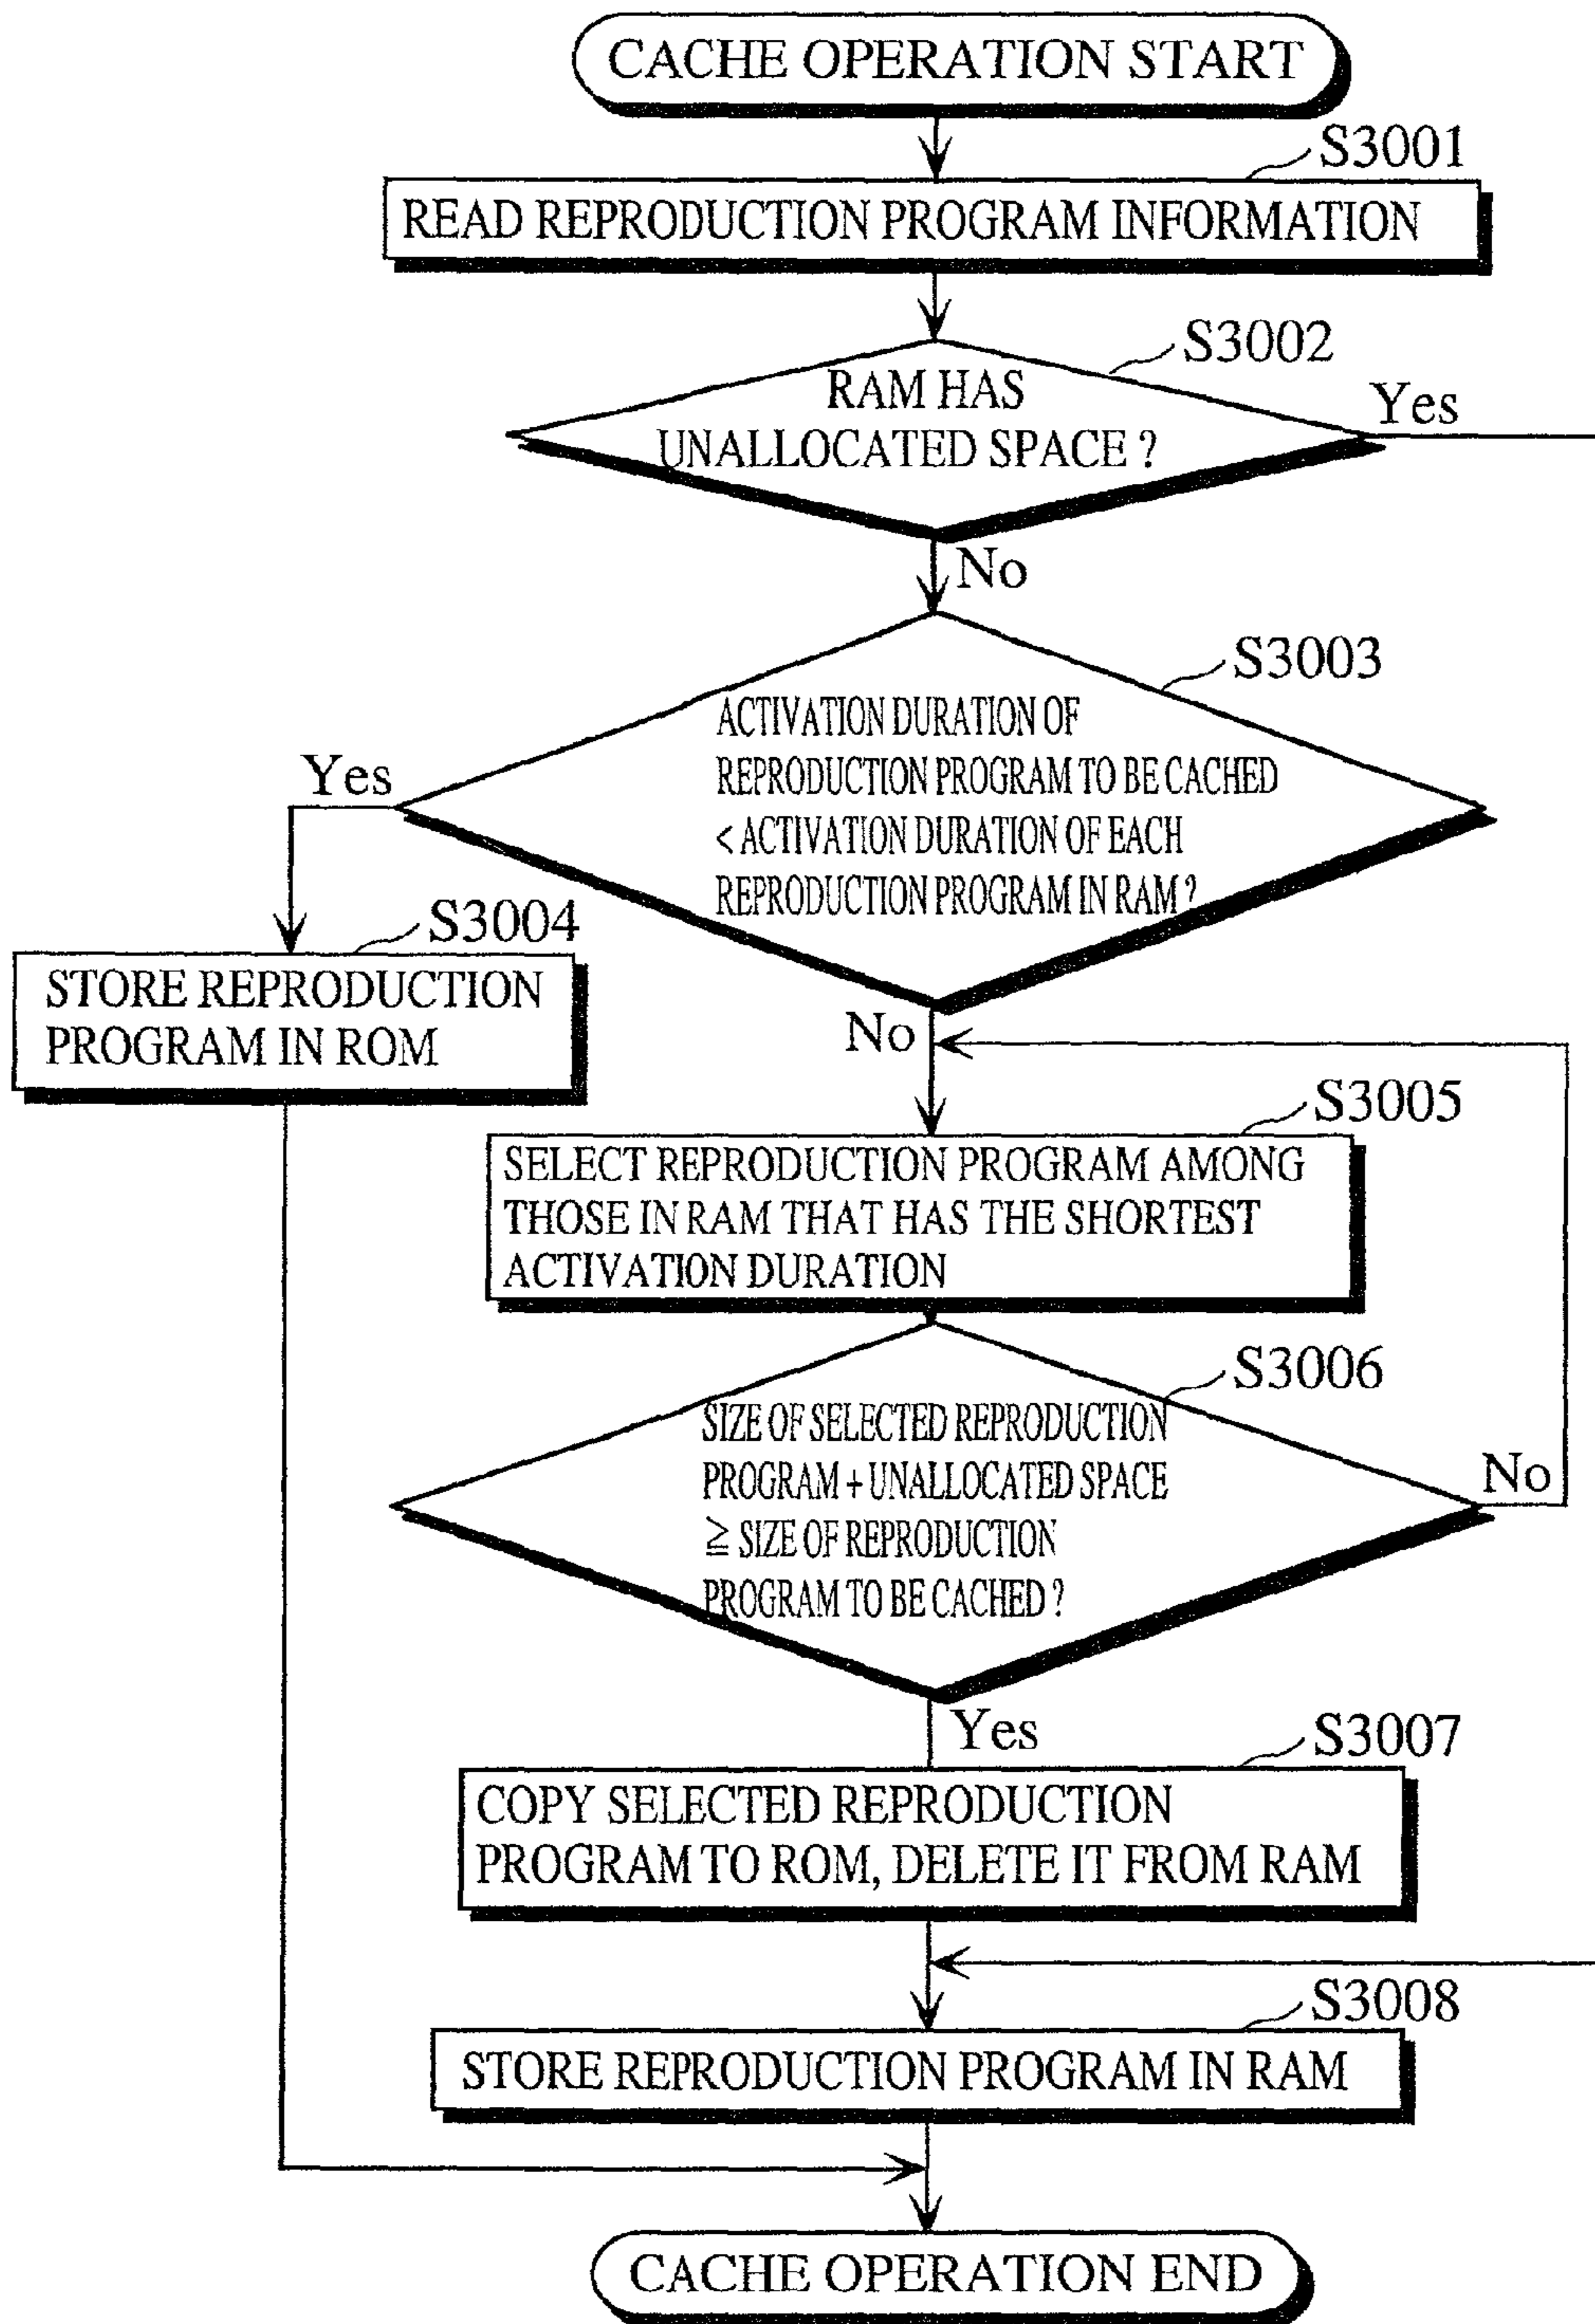 CACHE OPERATION START
S3001
READ REPRODUCTION PROGRAM INFORMATION
S3002
RAM HAS
UNALLOCATED SPACE ?
Yes
No
S3003
ACTIVATION DURATION OF
REPRODUCTION PROGRAM TO BE CACHED
< ACTIVATION DURATION OF EACH
REPRODUCTION PROGRAM IN RAM ?
Yes
S3004
STORE REPRODUCTION
PROGRAM IN ROM
No
S3005
SELECT REPRODUCTION PROGRAM AMONG
THOSE IN RAM THAT HAS THE SHORTEST
ACTIVATION DURATION
S3006
SIZE OF SELECTED REPRODUCTION
PROGRAM + UNALLOCATED SPACE
≧ SIZE OF REPRODUCTION
PROGRAM TO BE CACHED ?
No
Yes
S3007
COPY SELECTED REPRODUCTION
PROGRAM TO ROM, DELETE IT FROM RAM
S3008
STORE REPRODUCTION PROGRAM IN RAM
CACHE OPERATION END